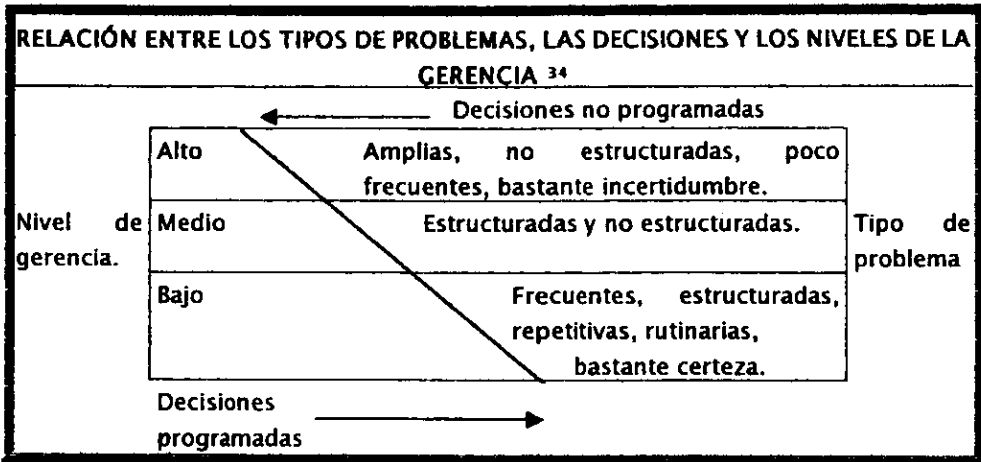 RELACIÓN ENTRE LOS TIPOS DE PROBLEMAS, LAS DECISIONES Y LOS NIVELES DE LA
GERENCIA 34
Decisiones no programadas
Alto
Amplias, no estructuradas, poco
frecuentes, bastante incertidumbre.
Nivel de
gerencia.
Medio
Estructuradas y no estructuradas.
Tipo de
problema
Bajo
Frecuentes, estructuradas,
repetitivas, rutinarias,
bastante certeza.
Decisiones
programadas